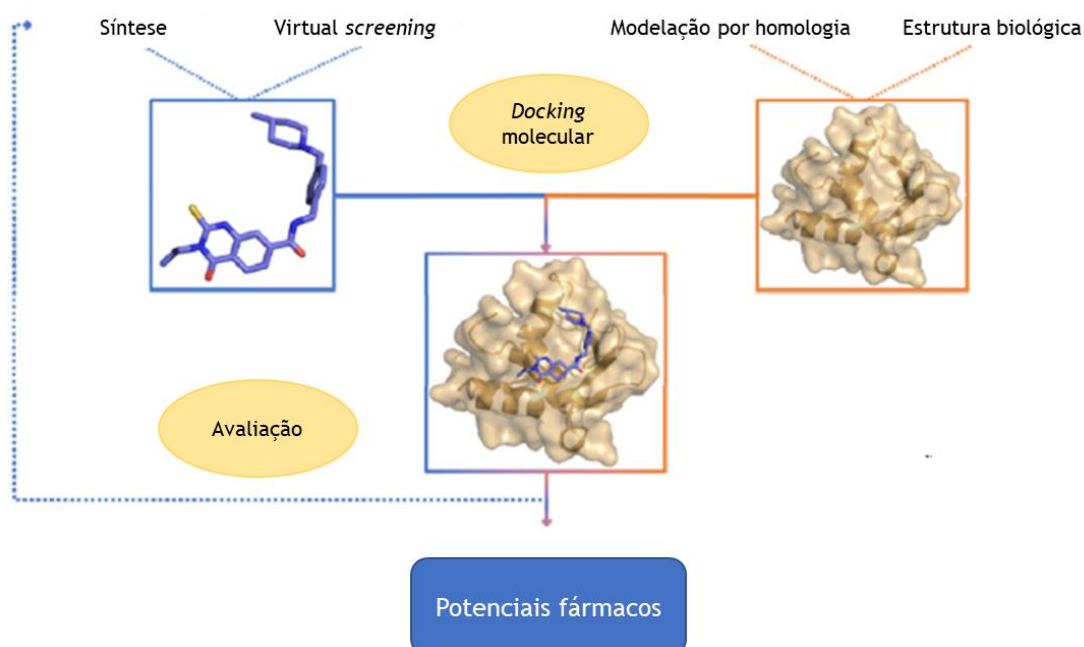 Síntese
Virtual screening
Modelação por homologia
Estrutura biológica
Docking
molecular
Avaliação
Potenciais fármacos